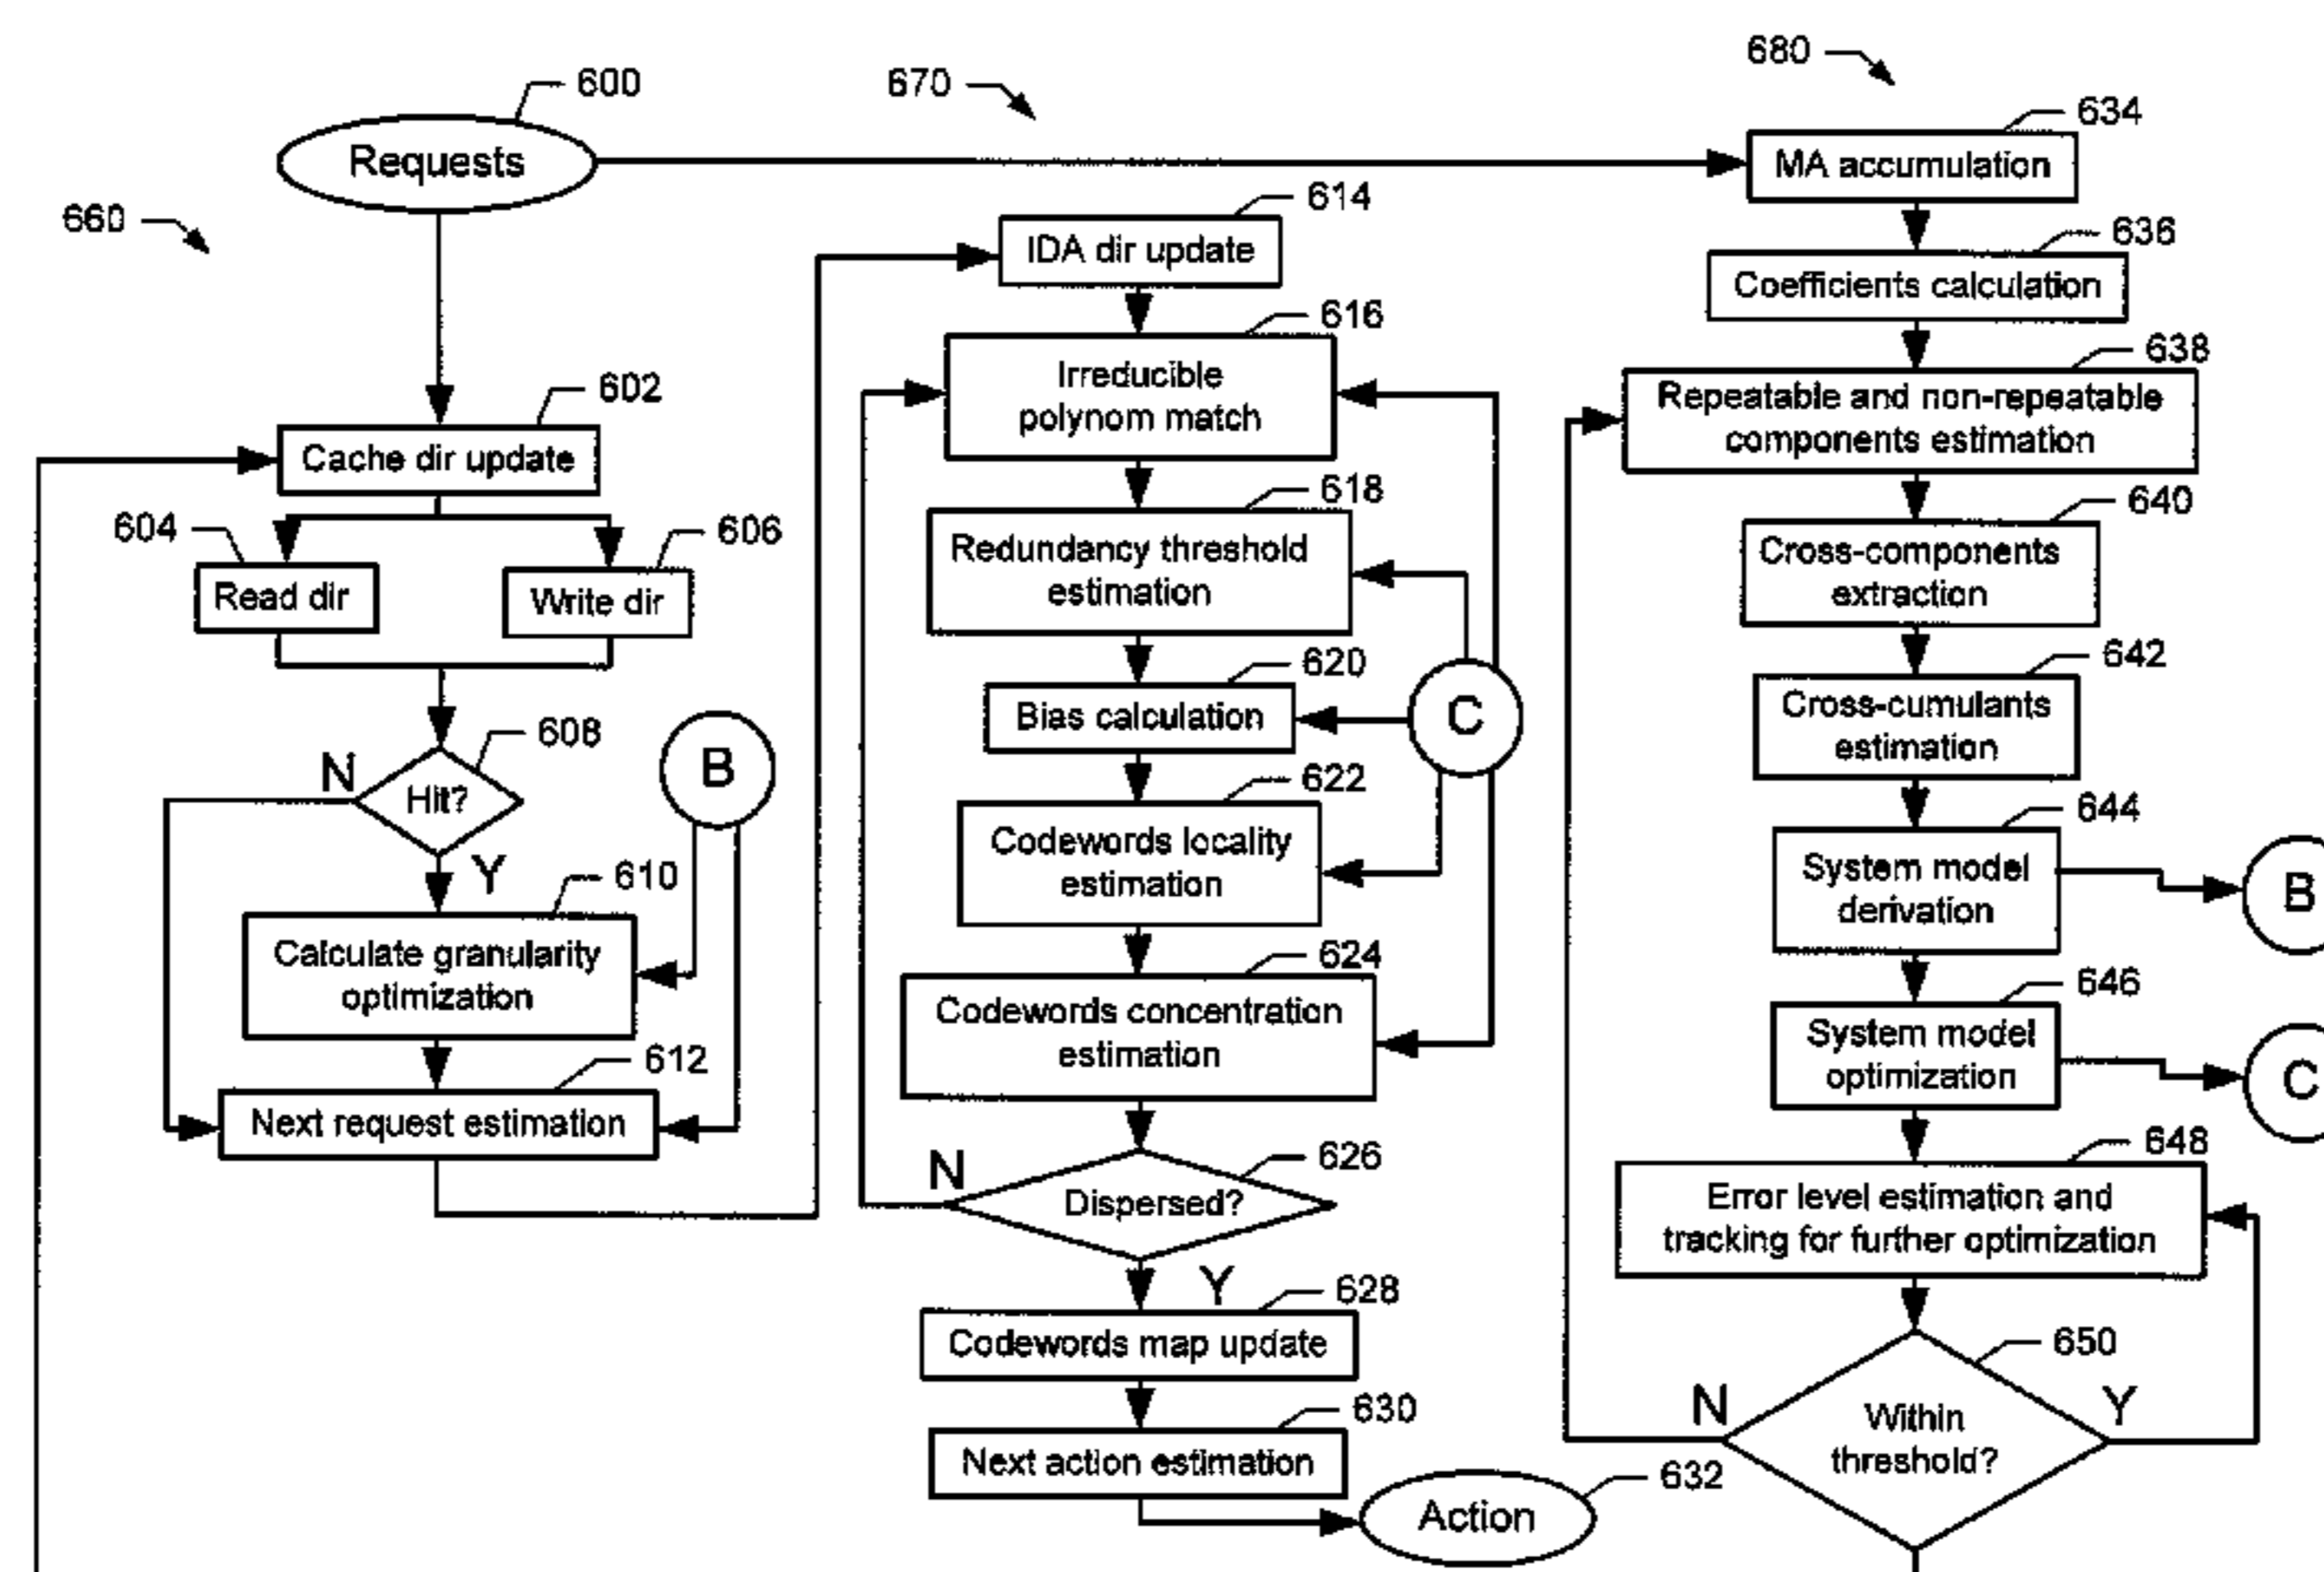 660
600
Requests
602
Cache dir update
604
606
Read dir
Write dir
608
N
Hit?
B
Y
610
Calculate granularity
optimization
612
Next request estimation
670
614
IDA dir update
616
Irreducible
polynom match
618
Redundancy threshold
estimation
620
Bias calculation
C
622
Codewords locality
estimation
624
Codewords concentration
estimation
626
N
Dispersed?
Y
628
Codewords map update
630
Next action estimation
632
Action
680
634
MA accumulation
636
Coefficients calculation
638
Repeatable and non-repeatable
components estimation
640
Cross-components
extraction
642
Cross-cumulants
estimation
644
System model
derivation
B
646
System model
optimization
C
648
Error level estimation and
tracking for further optimization
650
N
Within
threshold?
Y